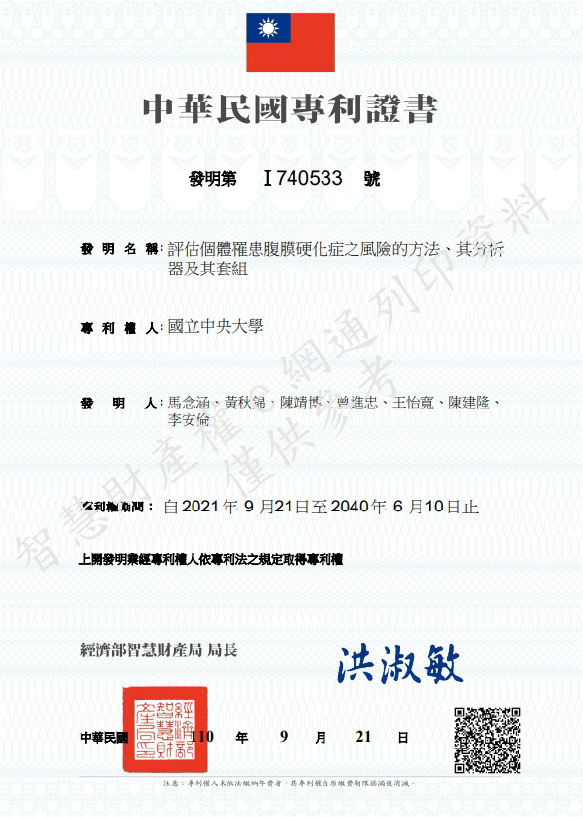 中華民國專利證書
發明第 I740533 號
發明名稱：評估個體罹患腹膜硬化症之風險的方法、其分析
器及其套組
專利權人：國立中央大學
發明人：馬念涵、黃秋錦、陳靖博、曾進忠、王怡寬、陳建隆、
李安倫
專利權期間：自2021年9月21日至2040年6月10日止
上開發明業經專利權人依專利法之規定取得專利權
智慧財產權e網通列印資料
僅供參考
經濟部智慧財產局 局長
洪淑敏
經濟部
智慧財
產局印
中華民國 110 年 9 月 21 日
注意：專利權人未依法繳納年費者，其專利權自原繳費期限屆滿後消滅。